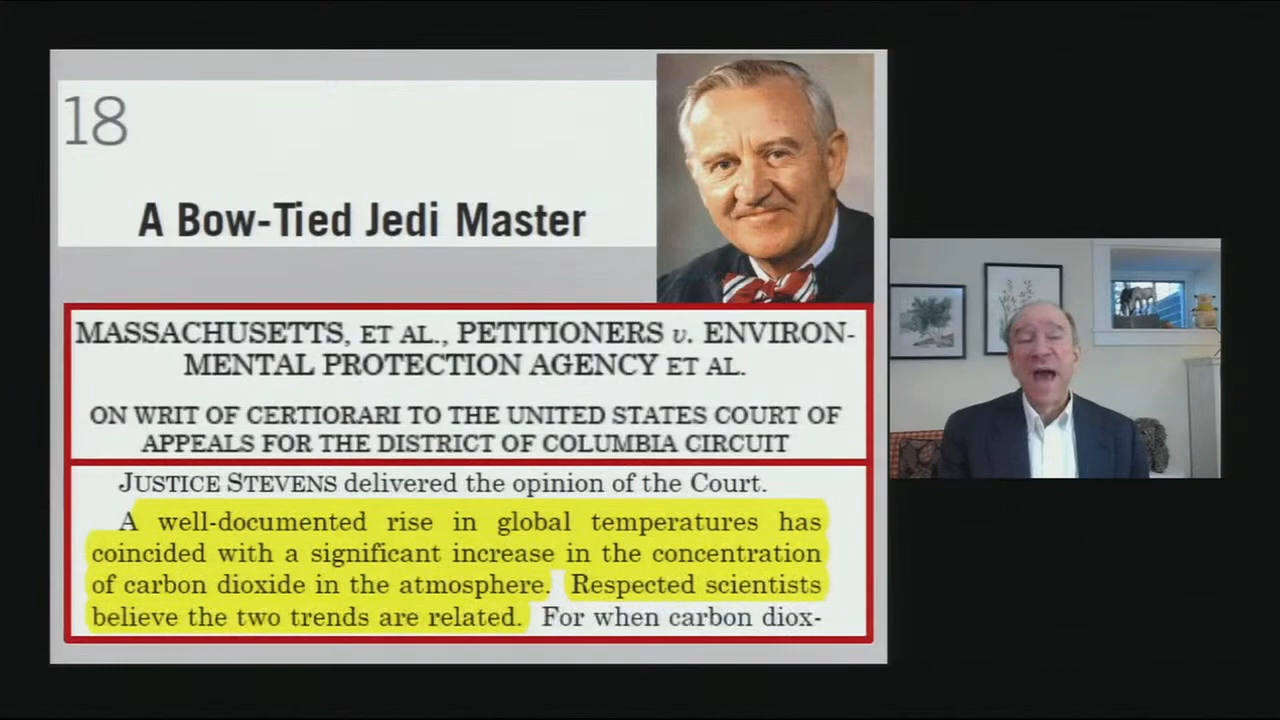 18
A Bow-Tied Jedi Master
MASSACHUSETTS, ET AL., PETITIONERS v. ENVIRON-
MENTAL PROTECTION AGENCY ET AL.
ON WRIT OF CERTIORARI TO THE UNITED STATES COURT OF
APPEALS FOR THE DISTRICT OF COLUMBIA CIRCUIT
JUSTICE STEVENS delivered the opinion of the Court.
A well-documented rise in global temperatures has
coincided with a significant increase in the concentration
of carbon dioxide in the atmosphere. Respected scientists
believe the two trends are related. For when carbon diox-